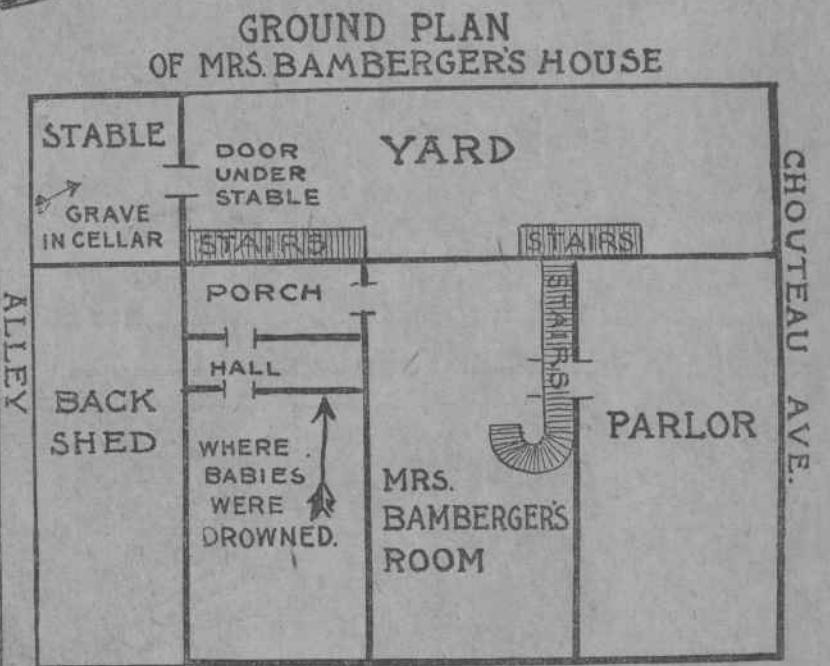 GROUND PLAN
OF MRS. BAMBERGER'S HOUSE
STABLE
GRAVE
IN CELLAR
DOOR
UNDER
STABLE
YARD
STAIRS
STAIRS
STAIRS
CHOUTEAU AVE.
ALLEY
BACK
SHED
PORCH
HALL
WHERE
BABIES
WERE
DROWNED.
MRS.
BAMBERGER'S
ROOM
PARLOR